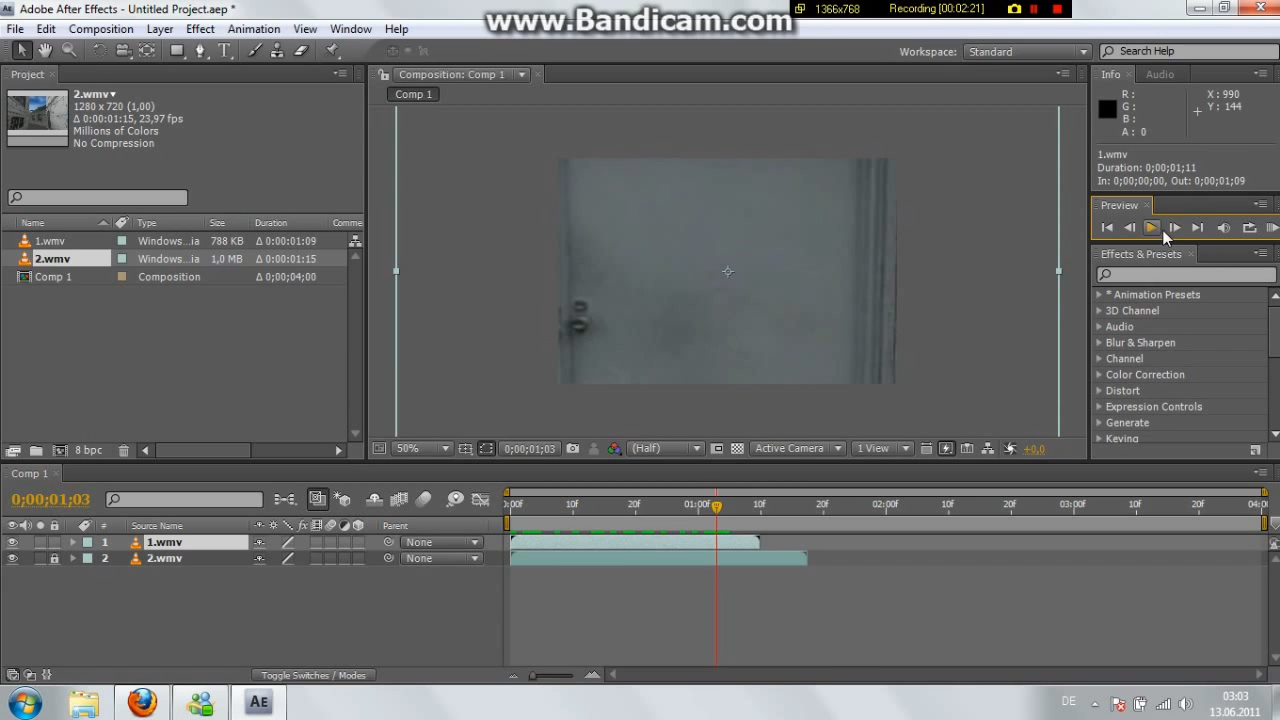 Adobe After Effects - Untitled Project.aep *
www.Bandicam.com
1366x768
Recording [00:02:21]
File Edit Composition Layer Effect Animation View Window Help
Workspace: Standard
Search Help
Project
Composition: Comp 1
Info Audio
2.wmv
1280 x 720 (1,00)
Δ 0:00:01:15, 23,97 fps
Millions of Colors
No Compression
Comp 1
R:
G:
B:
A: 0
X: 990
Y: 144
1.wmv
Duration: 0;00;01;11
In: 0;00;00;00, Out: 0;00;01;09
Preview
Name Type Size Duration Comme
1.wmv Windows...ia 788 KB Δ 0:00:01:09
2.wmv Windows...ia 1,0 MB Δ 0:00:01:15
Comp 1 Composition Δ 0;00;04;00
Effects & Presets
* Animation Presets
3D Channel
Audio
Blur & Sharpen
Channel
Color Correction
Distort
Expression Controls
Generate
Keying
8 bpc
50% 0;00;01;03 (Half) Active Camera 1 View +0,0
Comp 1
0;00;01;03
:00f 10f 20f 01:00f 10f 20f 02:00f 10f 20f 03:00f 10f 20f 04:0
# Source Name Parent
1 1.wmv None
2 2.wmv None
Toggle Switches / Modes
Ae
DE
03:03
13.06.2011